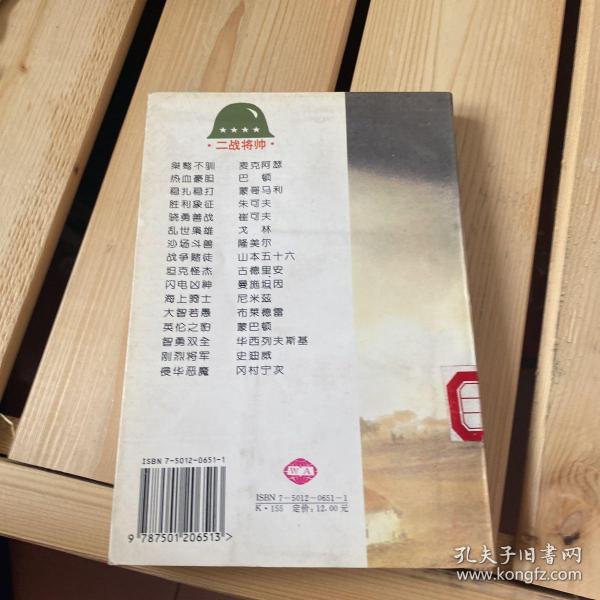 ·二战将帅·
桀骜不驯 麦克阿瑟
热血豪胆 巴顿
稳扎稳打 蒙哥马利
胜利象征 朱可夫
骁勇善战 崔可夫
乱世枭雄 戈林
沙场斗兽 隆美尔
战争赌徒 山本五十六
坦克怪杰 古德里安
闪电凶神 曼施坦因
海上骑士 尼米兹
大智若愚 布莱德雷
英伦之豹 蒙巴顿
智勇双全 华西列夫斯基
刚烈将军 史迪威
侵华恶魔 冈村宁次
ISBN 7-5012-0651-1
9 787501 206513 >
W A
ISBN 7-5012-0651-1
K·155 定价:12.00元
孔夫子旧书网
www.kongfz.com